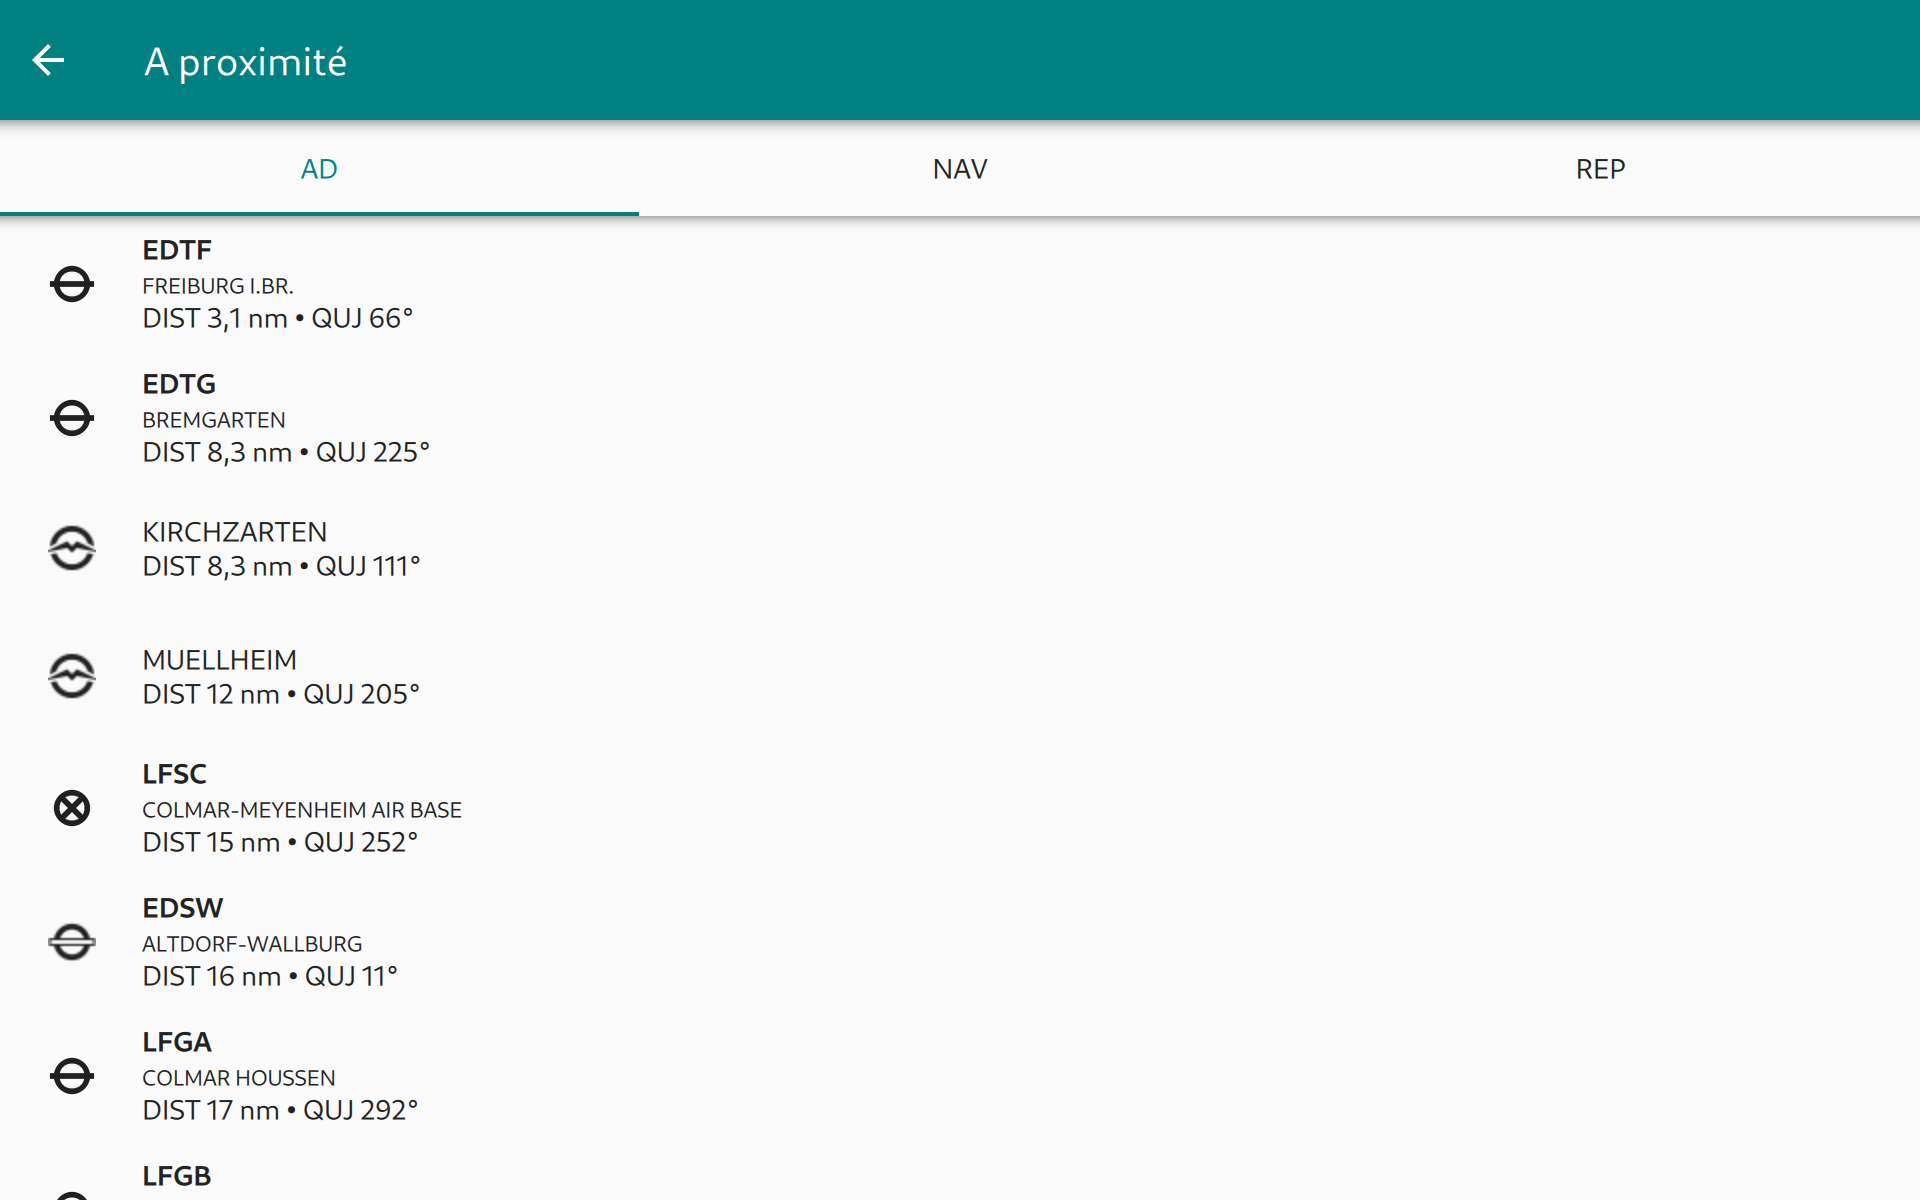 A proximité
AD
NAV
REP
EDTF
FREIBURG I.BR.
DIST 3,1 nm • QUJ 66°
EDTG
BREMGARTEN
DIST 8,3 nm • QUJ 225°
KIRCHZARTEN
DIST 8,3 nm • QUJ 111°
MUELLHEIM
DIST 12 nm • QUJ 205°
LFSC
COLMAR-MEYENHEIM AIR BASE
DIST 15 nm • QUJ 252°
EDSW
ALTDORF-WALLBURG
DIST 16 nm • QUJ 11°
LFGA
COLMAR HOUSSEN
DIST 17 nm • QUJ 292°
LFGB